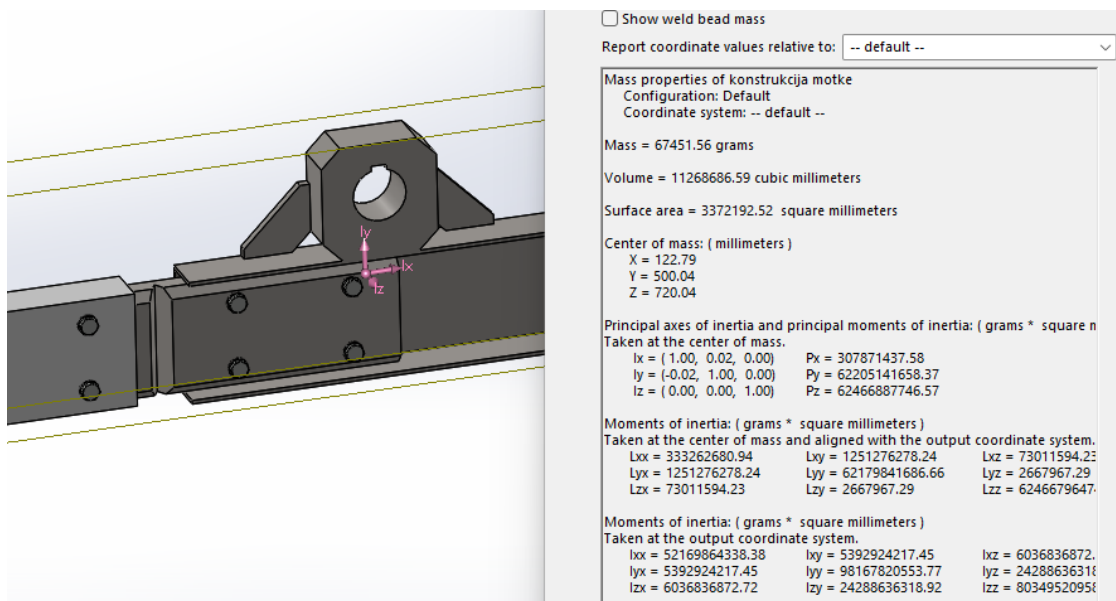 Show weld bead mass
Report coordinate values relative to: -- default --
Mass properties of konstrukcija motke
Configuration: Default
Coordinate system: -- default --
Mass = 67451.56 grams
Volume = 11268686.59 cubic millimeters
Surface area = 3372192.52 square millimeters
Center of mass: ( millimeters )
X = 122.79
Y = 500.04
Z = 720.04
Principal axes of inertia and principal moments of inertia: ( grams * square m
Taken at the center of mass.
Ix = ( 1.00, 0.02, 0.00) Px = 307871437.58
Iy = (-0.02, 1.00, 0.00) Py = 62205141658.37
Iz = ( 0.00, 0.00, 1.00) Pz = 62466887746.57
Moments of inertia: ( grams * square millimeters )
Taken at the center of mass and aligned with the output coordinate system.
Lxx = 333262680.94 Lxy = 1251276278.24 Lxz = 73011594.23
Lyx = 1251276278.24 Lyy = 62179841686.66 Lyz = 2667967.29
Lzx = 73011594.23 Lzy = 2667967.29 Lzz = 6246679647
Moments of inertia: ( grams * square millimeters )
Taken at the output coordinate system.
Ixx = 52169864338.38 Ixy = 5392924217.45 Ixz = 6036836872.
Iyx = 5392924217.45 Iyy = 98167820553.77 Iyz = 2428863631
Izx = 6036836872.72 Izy = 24288636318.92 Izz = 8034952095
Iy
Ix
Iz